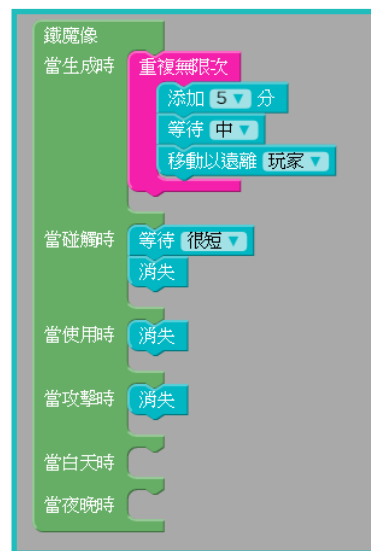 鐵魔像
當生成時 重複無限次
添加 5 分
等待 中
移動以遠離 玩家
當碰觸時 等待 很短
消失
當使用時 消失
當攻擊時 消失
當白天時
當夜晚時